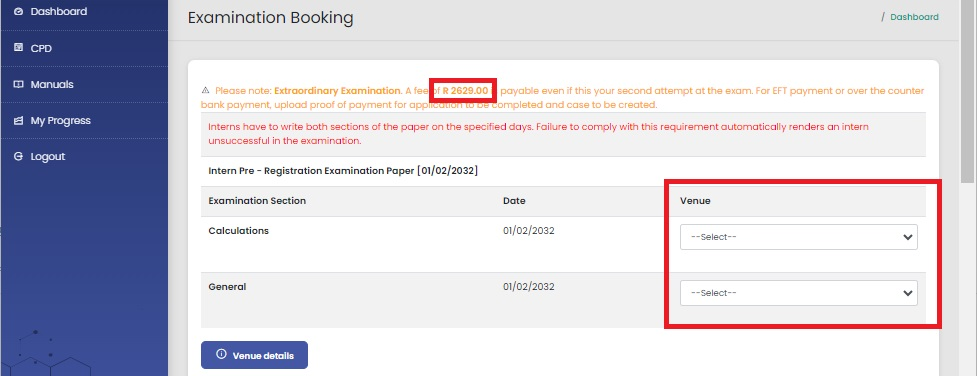 Dashboard
CPD
Manuals
My Progress
Logout
Examination Booking
/ Dashboard
Please note: Extraordinary Examination. A fee of R 2629.00 payable even if this your second attempt at the exam. For EFT payment or over the counter
bank payment, upload proof of payment for application to be completed and case to be created.
Interns have to write both sections of the paper on the specified days. Failure to comply with this requirement automatically renders an intern
unsuccessful in the examination.
Intern Pre - Registration Examination Paper [01/02/2032]
Examination Section Date Venue
Calculations 01/02/2032 --Select--
General 01/02/2032 --Select--
Venue details